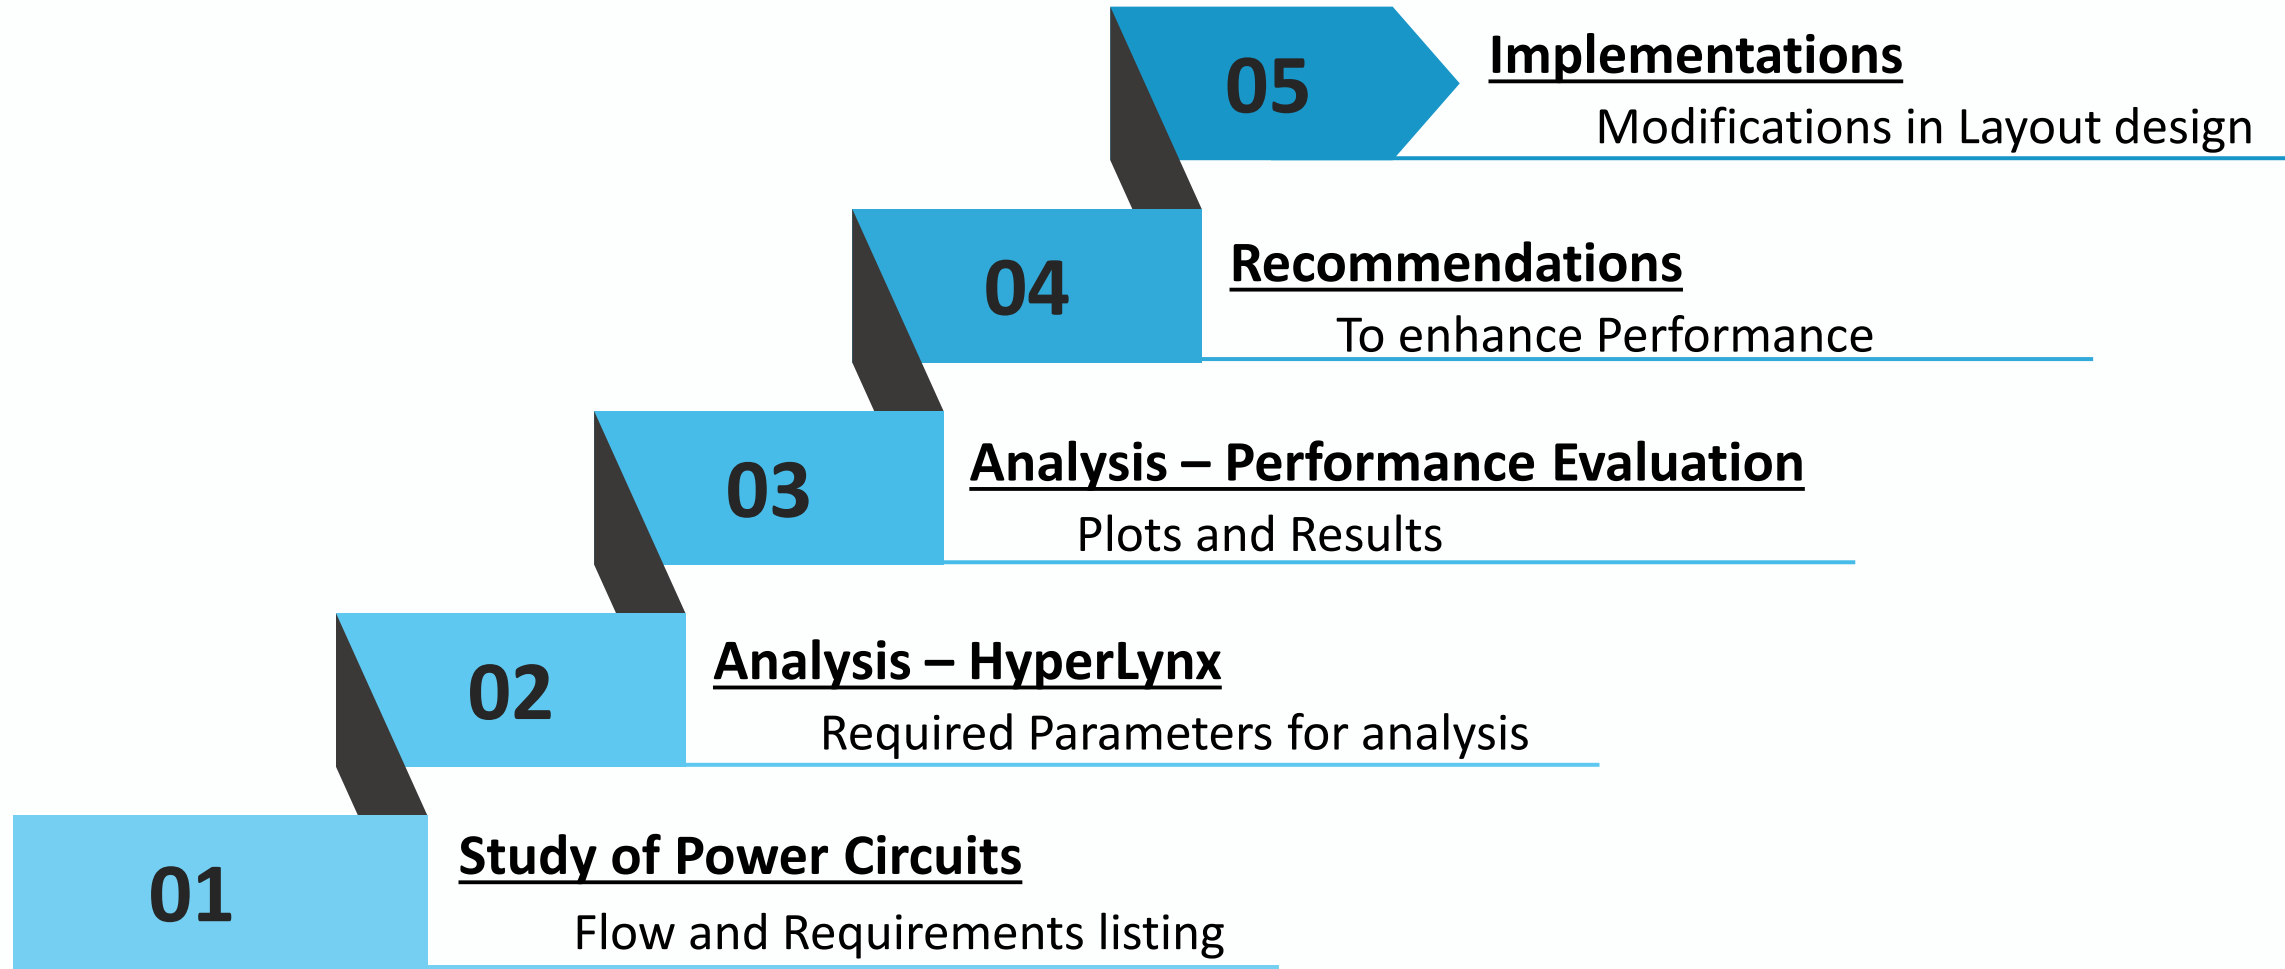 05
Implementations
Modifications in Layout design
04
Recommendations
To enhance Performance
03
Analysis – Performance Evaluation
Plots and Results
02
Analysis – HyperLynx
Required Parameters for analysis
01
Study of Power Circuits
Flow and Requirements listing